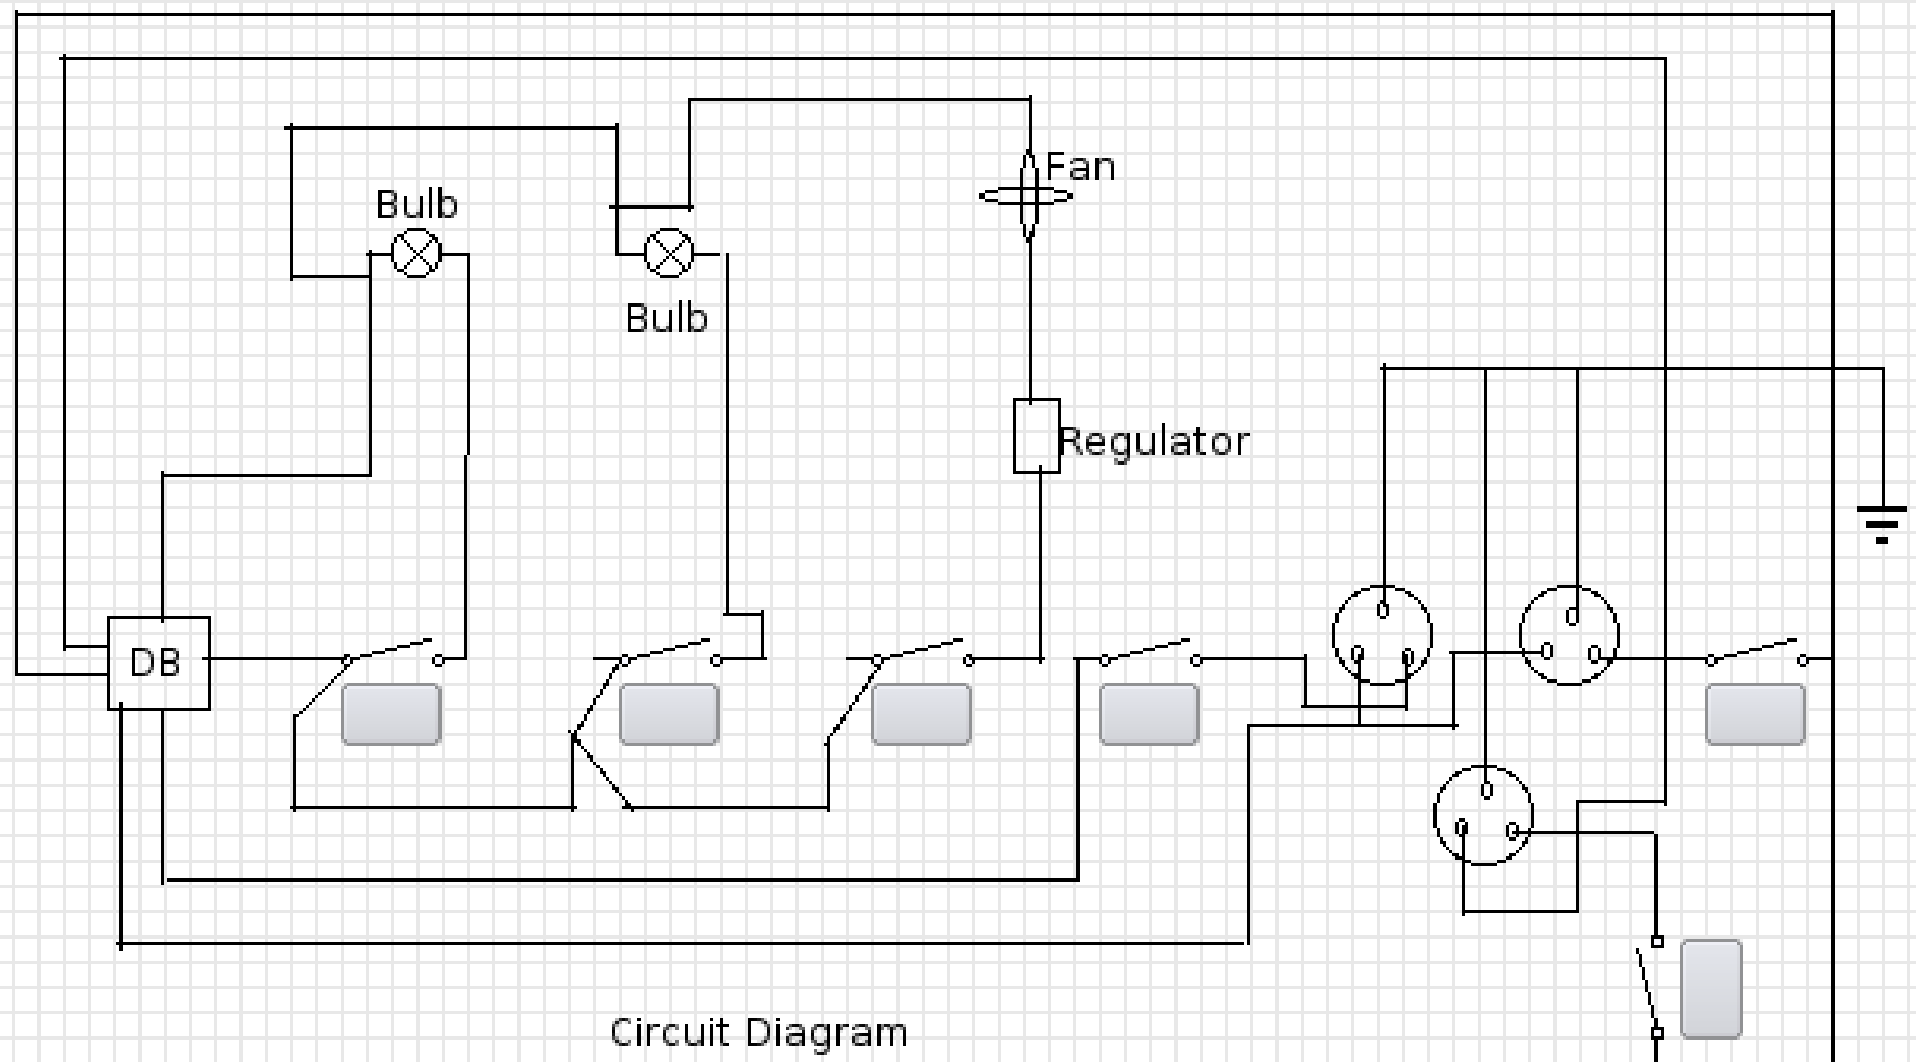 Fan
Bulb
Bulb
Regulator
DB
Circuit Diagram